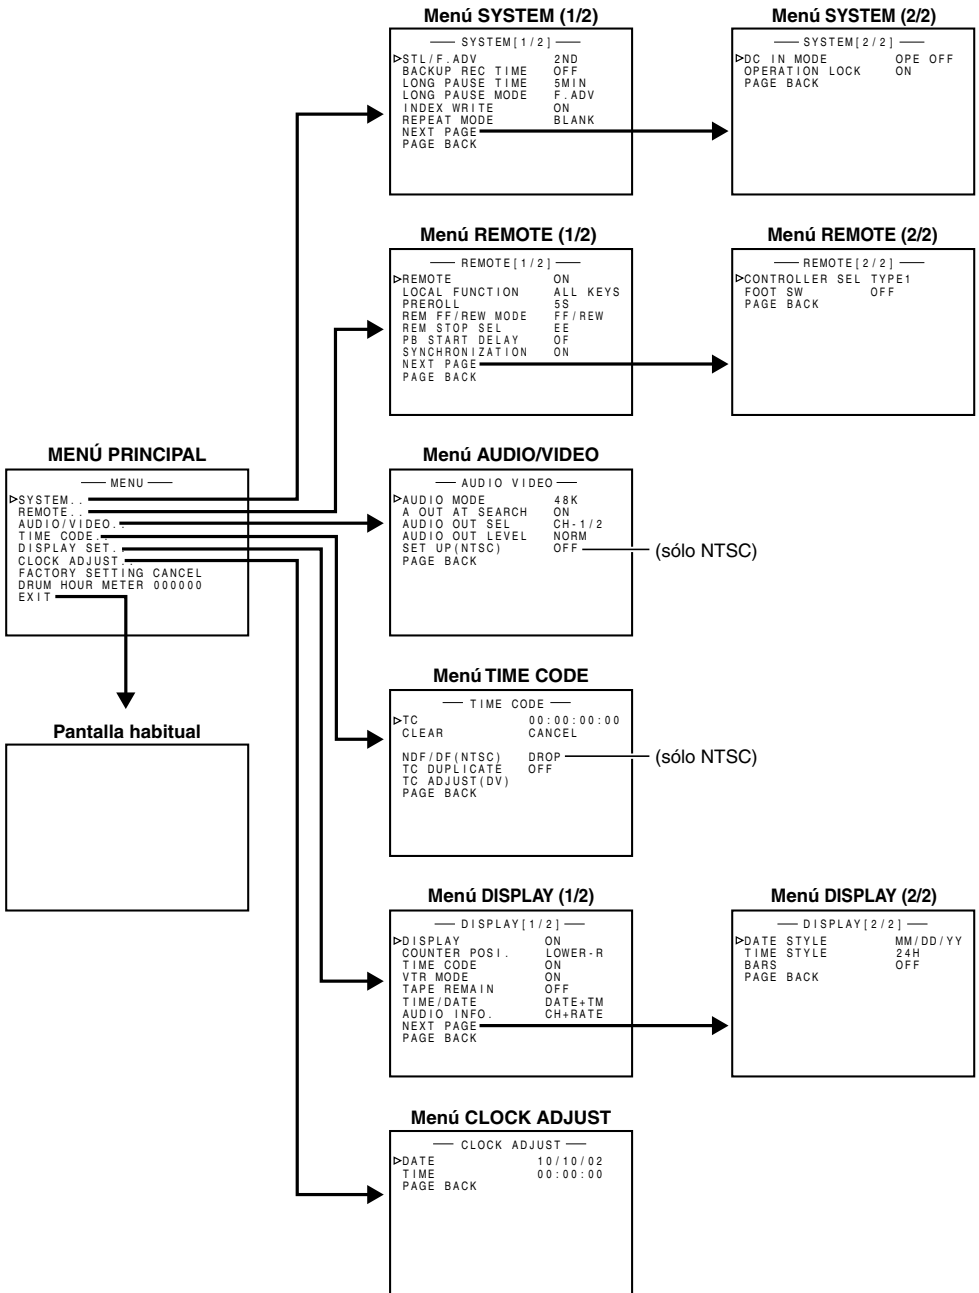 Menú SYSTEM (1/2)
SYSTEM[1/2]
STL/F.ADV 2ND
BACKUP REC TIME OFF
LONG PAUSE TIME 5MIN
LONG PAUSE MODE F.ADV
INDEX WRITE ON
REPEAT MODE BLANK
NEXT PAGE
PAGE BACK
Menú SYSTEM (2/2)
SYSTEM[2/2]
DC IN MODE OPE OFF
OPERATION LOCK ON
PAGE BACK
Menú REMOTE (1/2)
REMOTE[1/2]
REMOTE ON
LOCAL FUNCTION ALL KEYS
PREROLL 5S
REM FF/REW MODE FF/REW
REM STOP SEL EE
PB START DELAY OF
SYNCHRONIZATION ON
NEXT PAGE
PAGE BACK
Menú REMOTE (2/2)
REMOTE[2/2]
CONTROLLER SEL TYPE1
FOOT SW OFF
PAGE BACK
MENÚ PRINCIPAL
MENU
SYSTEM..
REMOTE..
AUDIO/VIDEO..
TIME CODE..
DISPLAY SET..
CLOCK ADJUST..
FACTORY SETTING CANCEL
DRUM HOUR METER 000000
EXIT
Pantalla habitual
Menú AUDIO/VIDEO
AUDIO VIDEO
AUDIO MODE 48K
A OUT AT SEARCH ON
AUDIO OUT SEL CH-1/2
AUDIO OUT LEVEL NORM
SET UP(NTSC) OFF (sólo NTSC)
PAGE BACK
Menú TIME CODE
TIME CODE
TC 00:00:00:00
CLEAR CANCEL
NDF/DF(NTSC) DROP (sólo NTSC)
TC DUPLICATE OFF
TC ADJUST(DV)
PAGE BACK
Menú DISPLAY (1/2)
DISPLAY[1/2]
DISPLAY ON
COUNTER POSI. LOWER-R
TIME CODE ON
VTR MODE ON
TAPE REMAIN OFF
TIME/DATE DATE+TM
AUDIO INFO. CH+RATE
NEXT PAGE
PAGE BACK
Menú DISPLAY (2/2)
DISPLAY[2/2]
DATE STYLE MM/DD/YY
TIME STYLE 24H
BARS OFF
PAGE BACK
Menú CLOCK ADJUST
CLOCK ADJUST
DATE 10/10/02
TIME 00:00:00
PAGE BACK